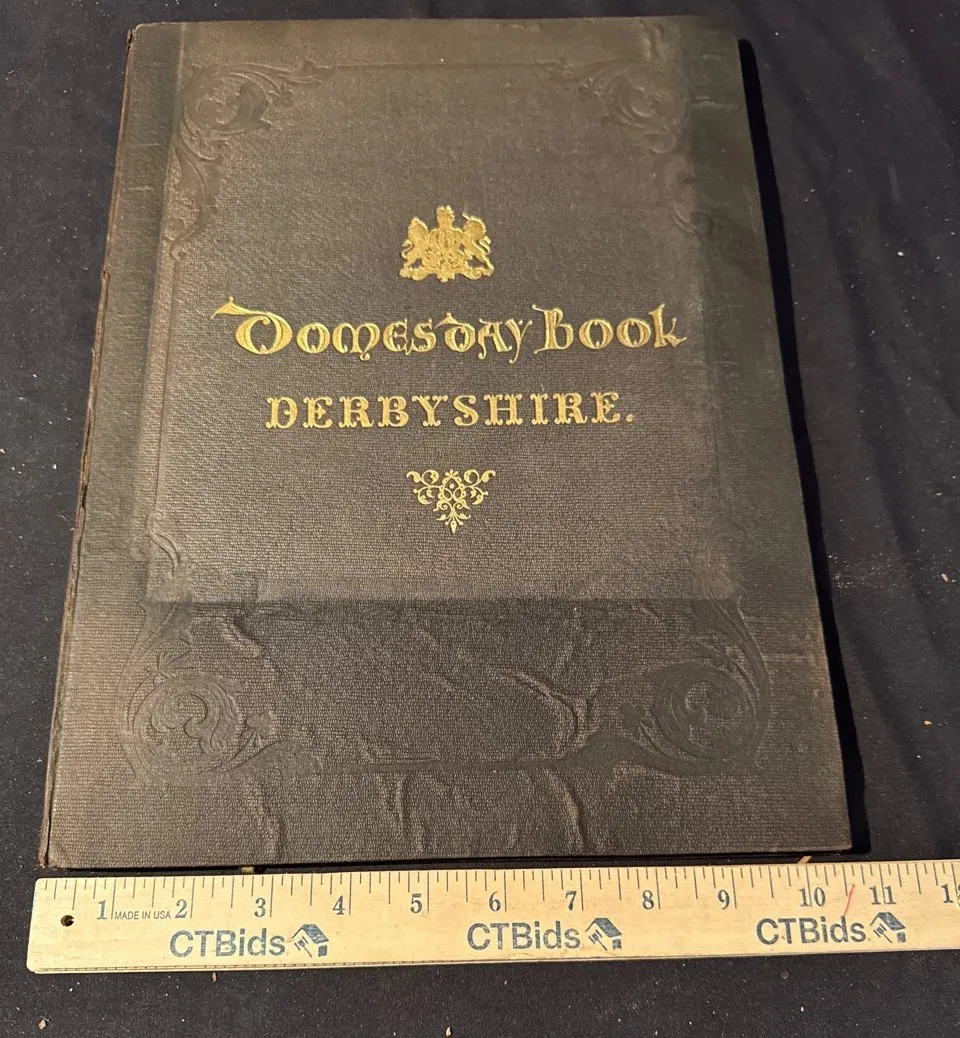 Domesday Book
DERBYSHIRE.
1 MADE IN USA 2 3 4 5 6 7 8 9 10 11
CTBids CTBids CTBids